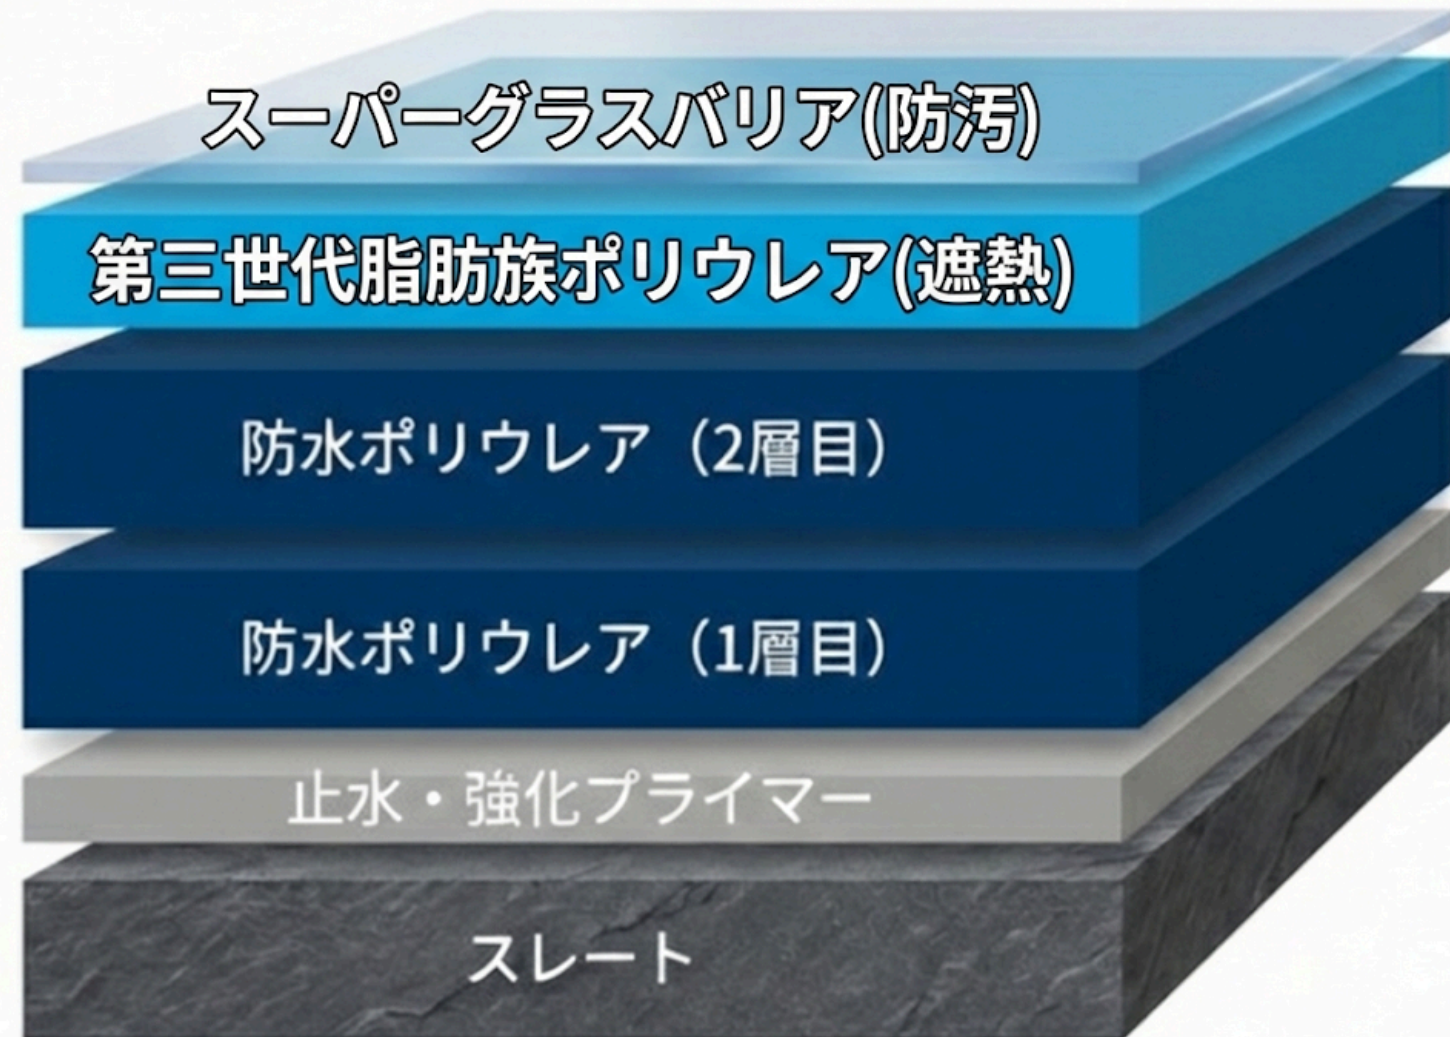 スーパーグラスバリア(防汚)
第三世代脂肪族ポリウレア(遮熱)
防水ポリウレア（2層目）
防水ポリウレア（1層目）
止水・強化プライマー
スレート